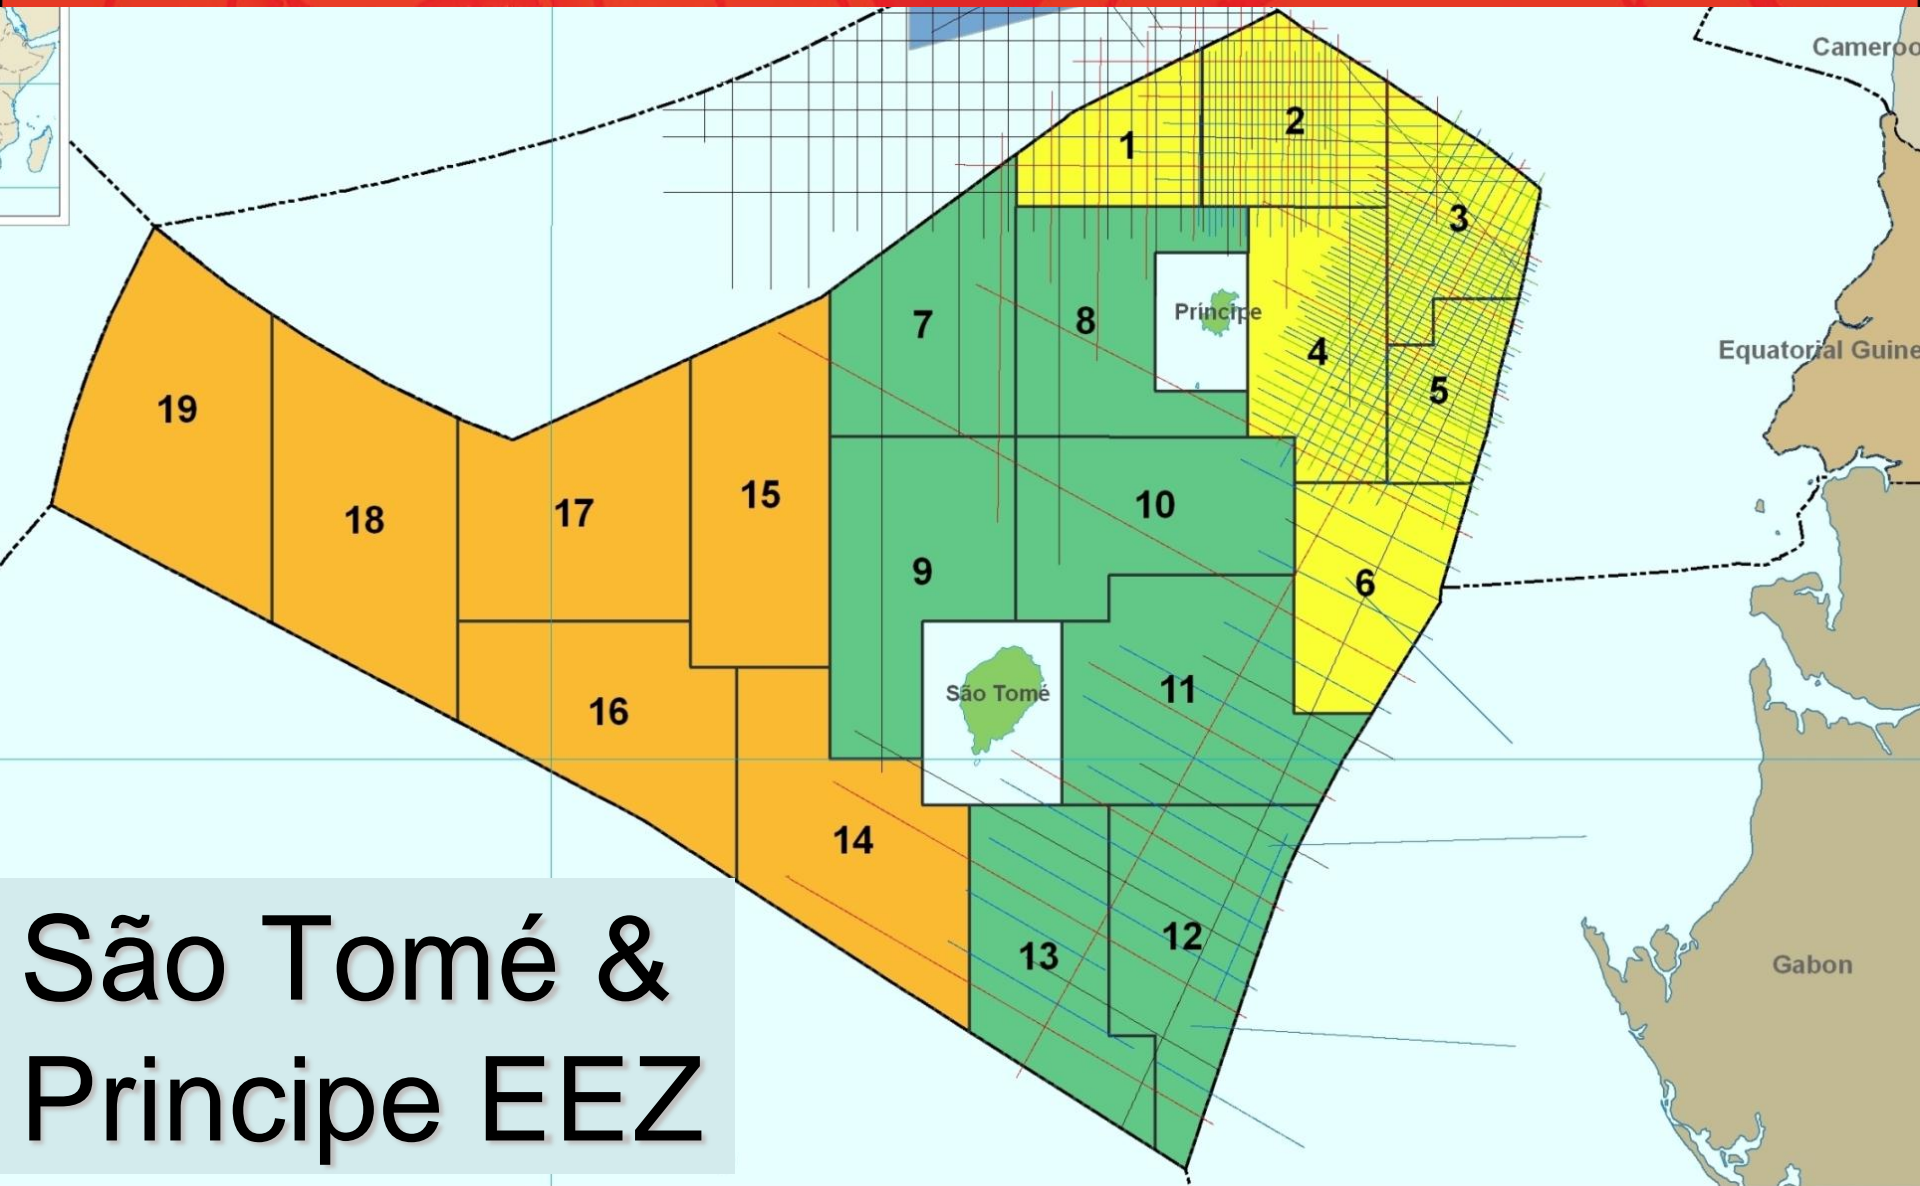 Cameroo
1
2
3
Príncipe
7
8
4
Equatorial Guine
5
19
15
17
18
10
9
6
São Tomé
11
16
14
12
13
Gabon
São Tomé &
Principe EEZ